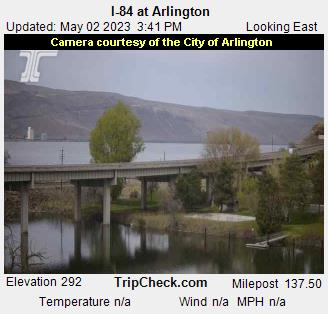 I-84 at Arlington
Updated: May 02 2023 3:41 PM Looking East
Camera courtesy of the City of Arlington
Elevation 292 TripCheck.com Milepost 137.50
Temperature n/a Wind n/a MPH n/a